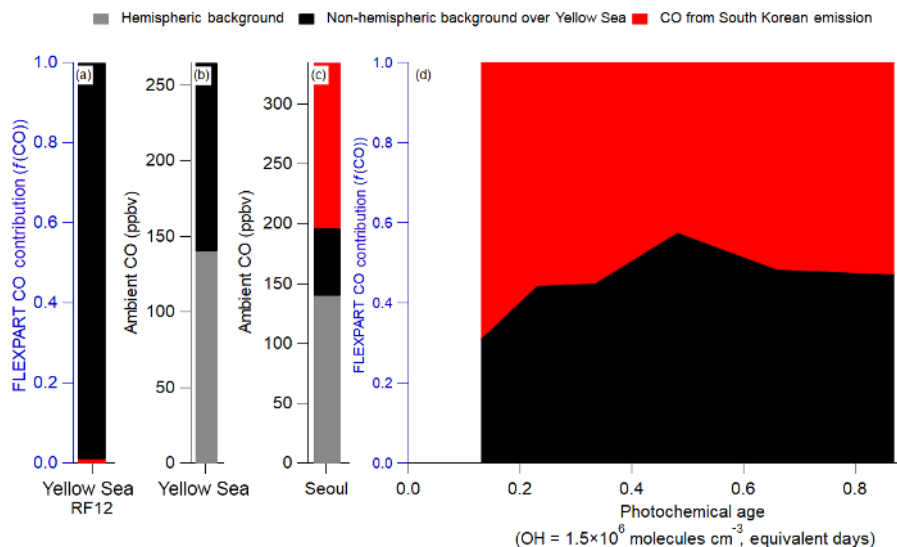 Hemispheric background Non-hemispheric background over Yellow Sea CO from South Korean emission
(a) (b) (c) (d)
FLEXPART CO contribution (f(CO))
1.0
0.8
0.6
0.4
0.2
0.0
Yellow Sea
RF12
Ambient CO (ppbv)
250
200
150
100
50
0
Yellow Sea
Ambient CO (ppbv)
300
250
200
150
100
50
0
Seoul
FLEXPART CO contribution (f(CO))
1.0
0.8
0.6
0.4
0.2
0.0
0.0 0.2 0.4 0.6 0.8
Photochemical age
(OH = 1.5×10⁶ molecules cm⁻³, equivalent days)